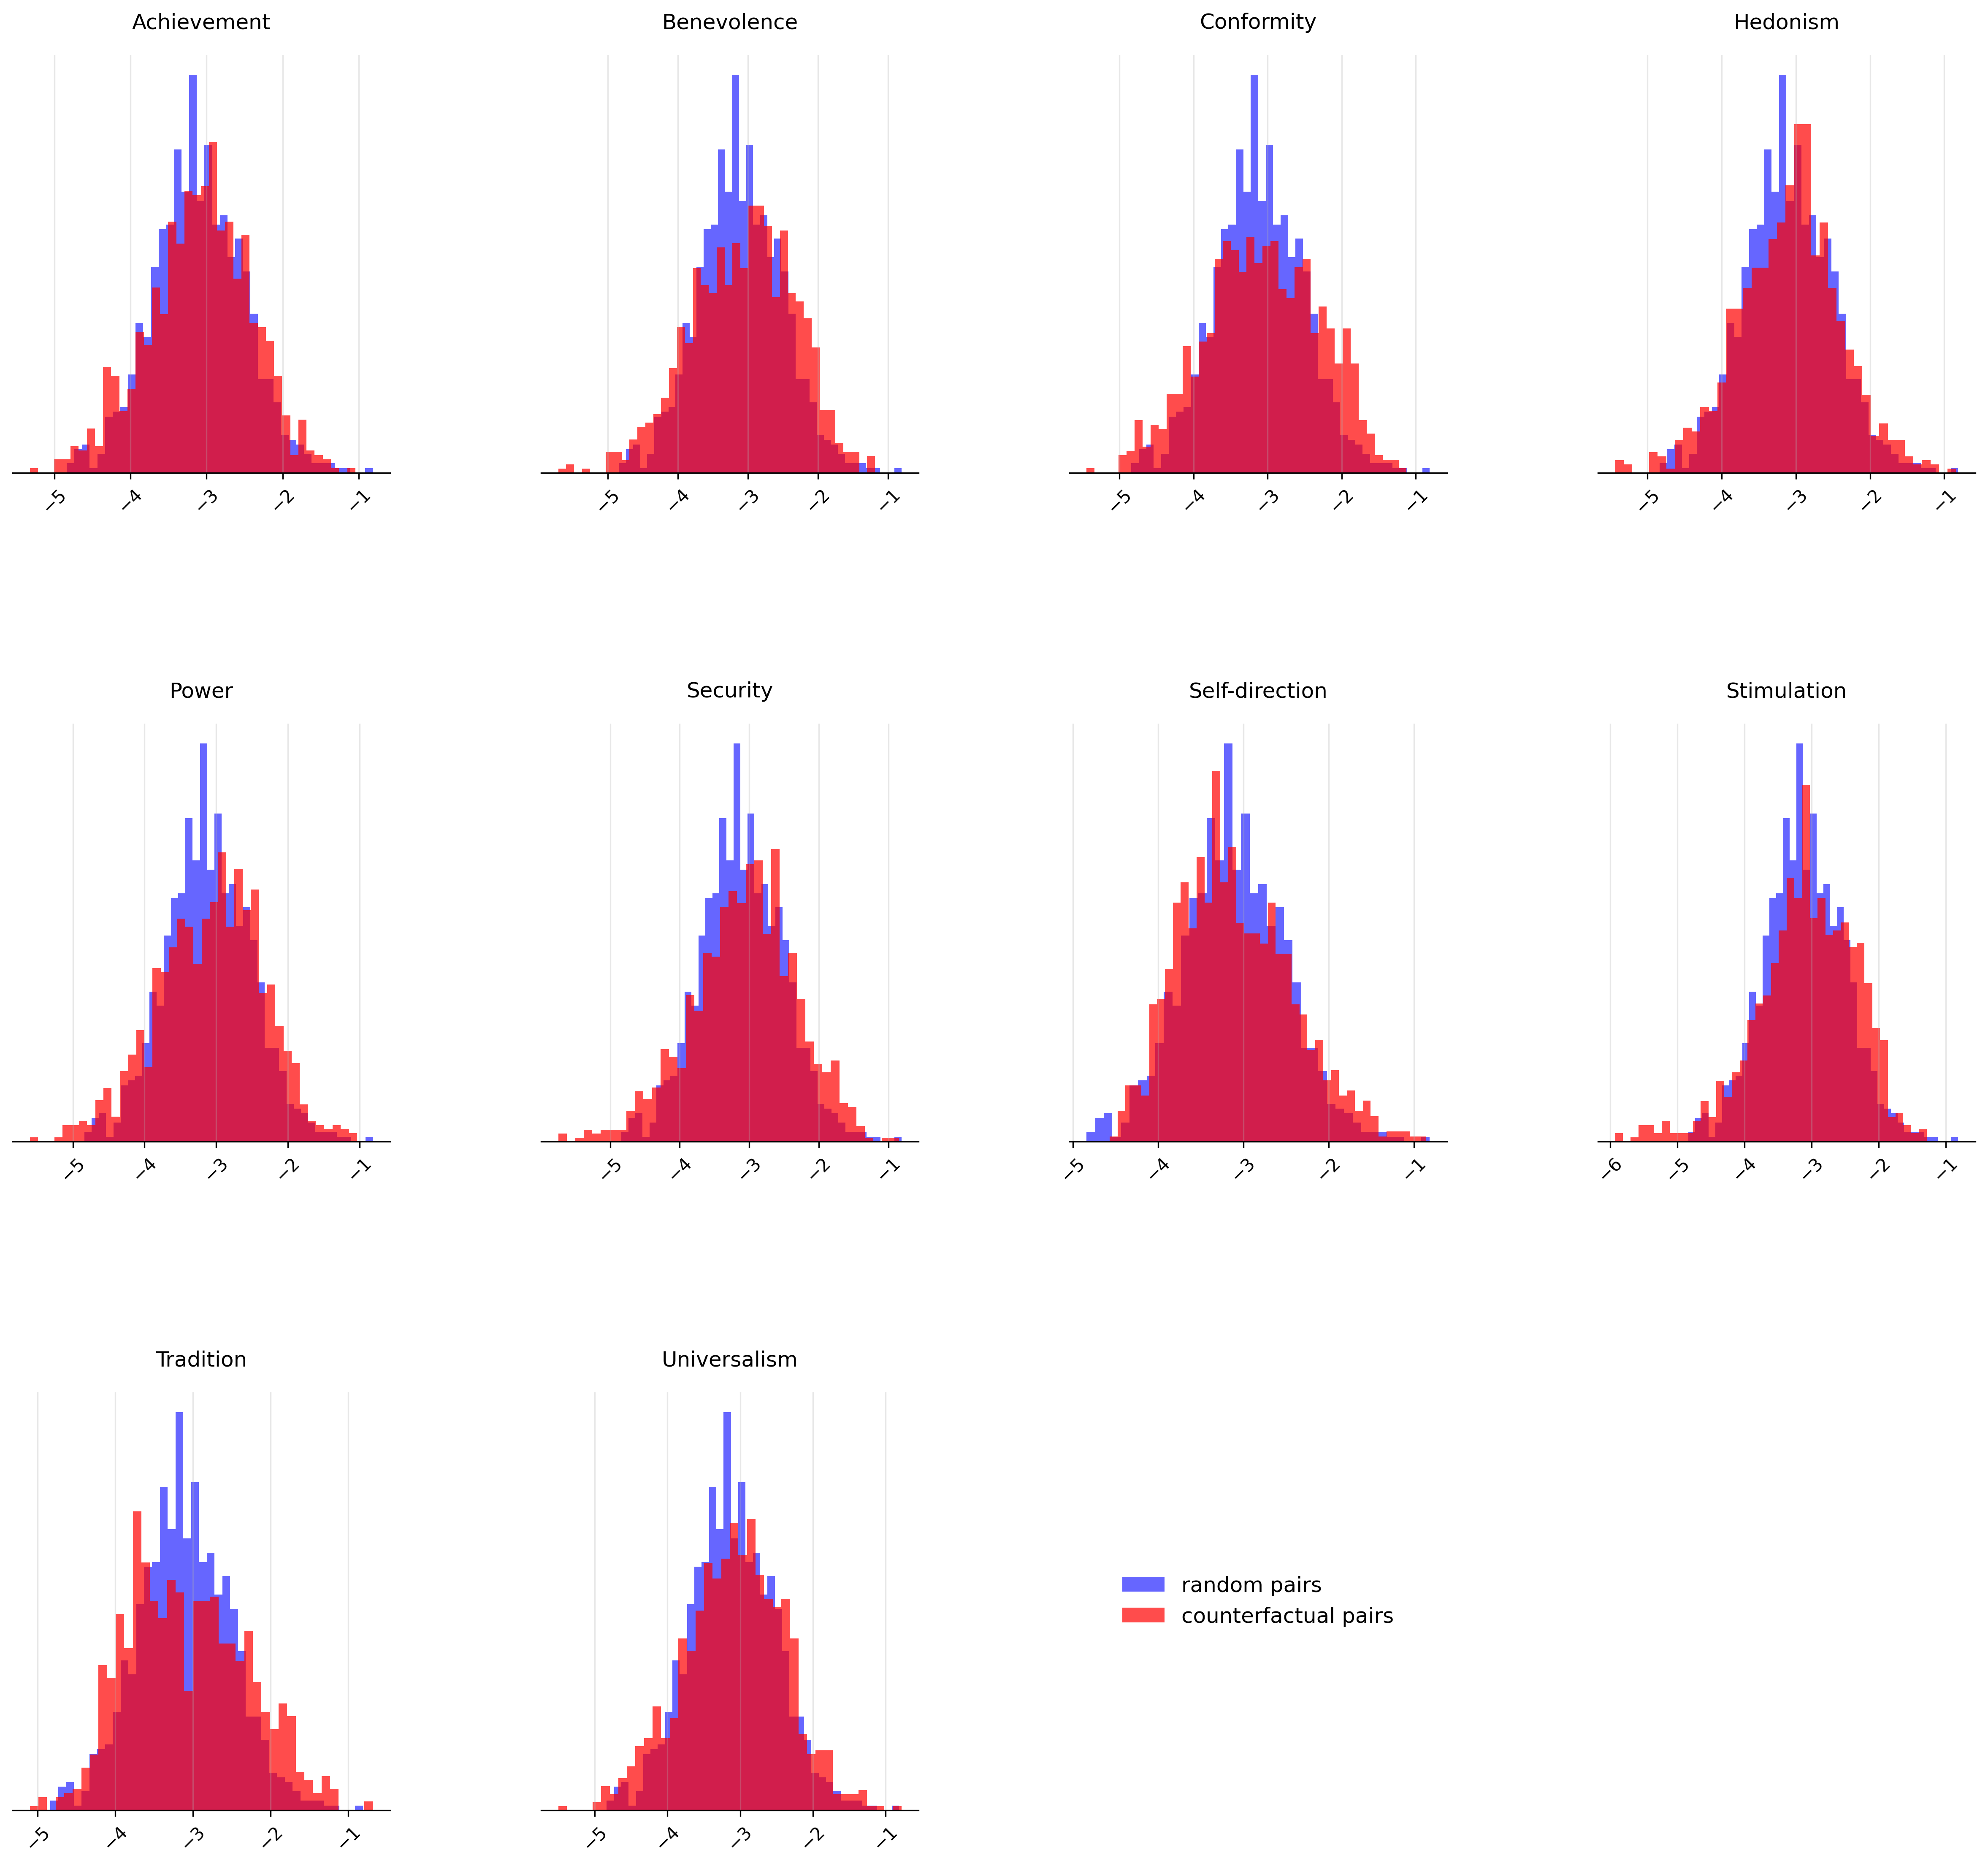 Achievement
Benevolence
Conformity
Hedonism
−5 −4 −3 −2 −1
−5 −4 −3 −2 −1
−5 −4 −3 −2 −1
−5 −4 −3 −2 −1
Power
Security
Self-direction
Stimulation
−5 −4 −3 −2 −1
−5 −4 −3 −2 −1
−5 −4 −3 −2 −1
−6 −5 −4 −3 −2 −1
Tradition
Universalism
random pairs
counterfactual pairs
−5 −4 −3 −2 −1
−5 −4 −3 −2 −1